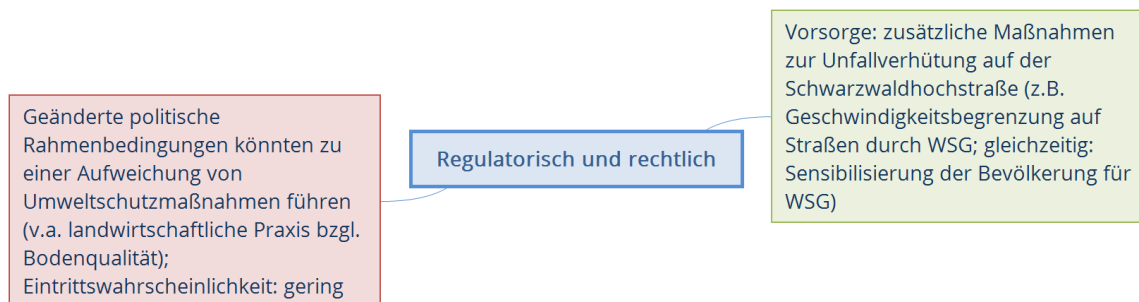 Geänderte politische
Rahmenbedingungen könnten zu
einer Aufweichung von
Umweltschutzmaßnahmen führen
(v.a. landwirtschaftliche Praxis bzgl.
Bodenqualität);
Eintrittswahrscheinlichkeit: gering
Regulatorisch und rechtlich
Vorsorge: zusätzliche Maßnahmen
zur Unfallverhütung auf der
Schwarzwaldhochstraße (z.B.
Geschwindigkeitsbegrenzung auf
Straßen durch WSG; gleichzeitig:
Sensibilisierung der Bevölkerung für
WSG)